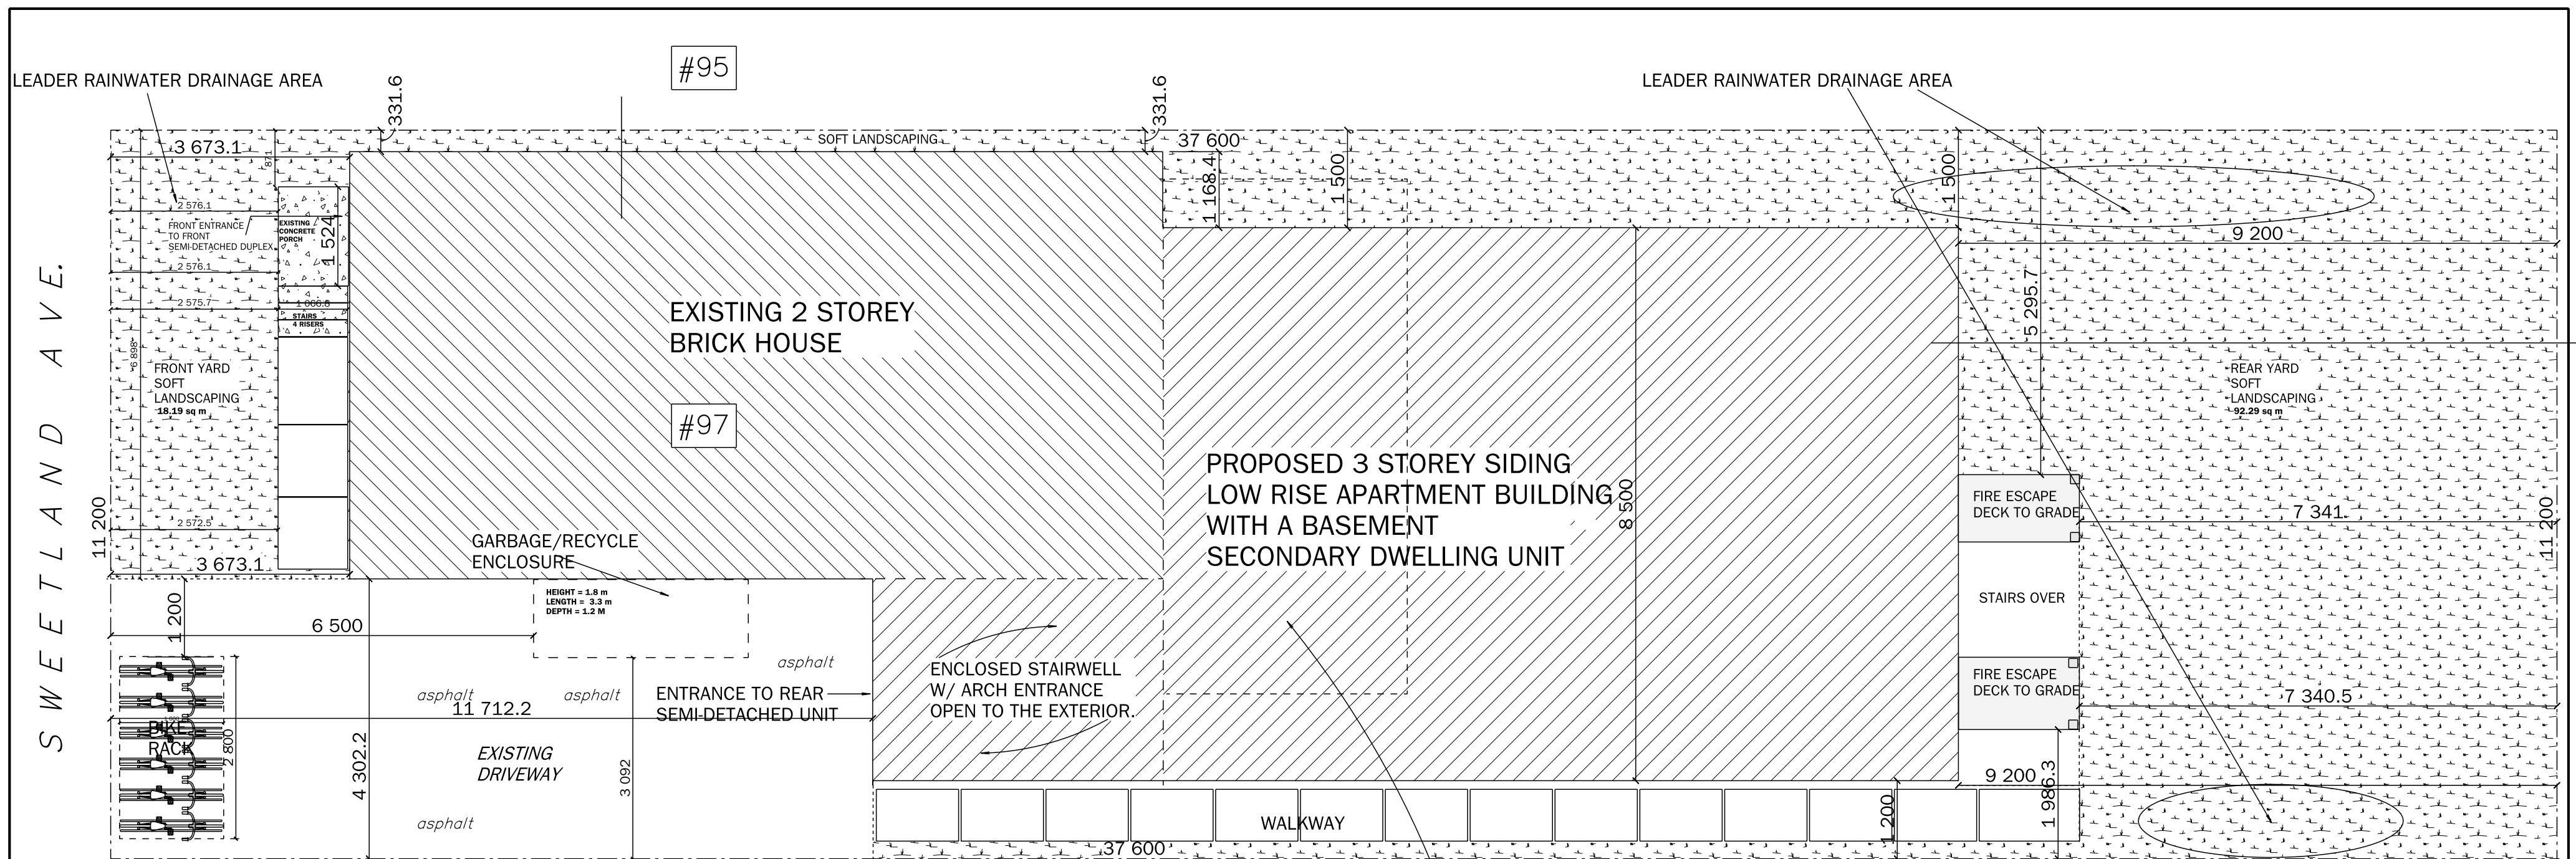 #95
LEADER RAINWATER DRAINAGE AREA
LEADER RAINWATER DRAINAGE AREA
331.6
331.6
SOFT LANDSCAPING
37 600
3 673.1
871
1 168.4
1 500
1 500
2 576.1
FRONT ENTRANCE
TO FRONT
SEMI-DETACHED DUPLEX
EXISTING
CONCRETE
PORCH
1 524
9 200
2 576.1
5 295.7
2 575.7
1 066.8
STAIRS
4 RISERS
EXISTING 2 STOREY
BRICK HOUSE
6 898
FRONT YARD
SOFT
LANDSCAPING
18.19 sq m
REAR YARD
SOFT
LANDSCAPING
92.29 sq m
SWEETLAND AVE.
#97
PROPOSED 3 STOREY SIDING
LOW RISE APARTMENT BUILDING
WITH A BASEMENT
SECONDARY DWELLING UNIT
8 500
FIRE ESCAPE
DECK TO GRADE
7 341
11 200
11 200
2 572.5
3 673.1
GARBAGE/RECYCLE
ENCLOSURE
HEIGHT = 1.8 m
LENGTH = 3.3 m
DEPTH = 1.2 M
1 200
6 500
STAIRS OVER
asphalt
ENCLOSED STAIRWELL
W/ ARCH ENTRANCE
OPEN TO THE EXTERIOR.
FIRE ESCAPE
DECK TO GRADE
asphalt
asphalt
ENTRANCE TO REAR
SEMI-DETACHED UNIT
7 340.5
11 712.2
BIKE
RACK
2 800
4 302.2
EXISTING
DRIVEWAY
3 092
9 200
1 986.3
asphalt
WALKWAY
1 200
37 600